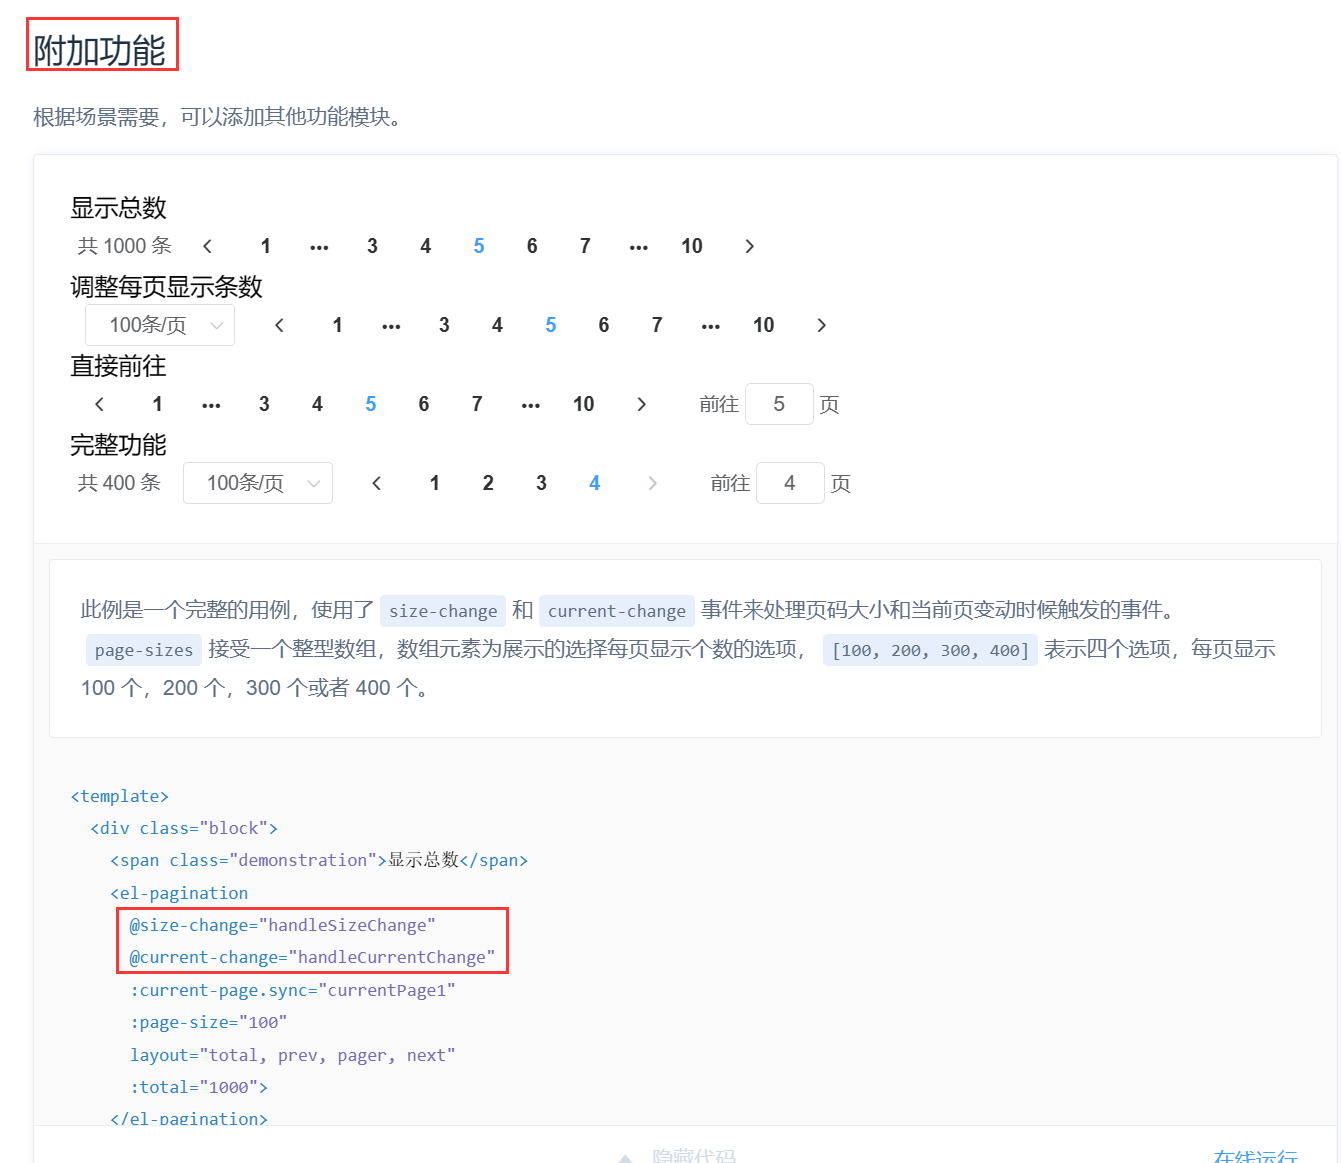 附加功能
根据场景需要，可以添加其他功能模块。
显示总数
共 1000 条 1 ••• 3 4 5 6 7 ••• 10
调整每页显示条数
100条/页 1 ••• 3 4 5 6 7 ••• 10
直接前往
1 ••• 3 4 5 6 7 ••• 10 前往 5 页
完整功能
共 400 条 100条/页 1 2 3 4 前往 4 页
此例是一个完整的用例，使用了 size-change 和 current-change 事件来处理页码大小和当前页变动时候触发的事件。
page-sizes 接受一个整型数组，数组元素为展示的选择每页显示个数的选项， [100, 200, 300, 400] 表示四个选项，每页显示
100 个，200 个，300 个或者 400 个。
<template>
<div class="block">
<span class="demonstration">显示总数</span>
<el-pagination
@size-change="handleSizeChange"
@current-change="handleCurrentChange"
:current-page.sync="currentPage1"
:page-size="100"
layout="total, prev, pager, next"
:total="1000">
</el-pagination>
隐藏代码 在线运行